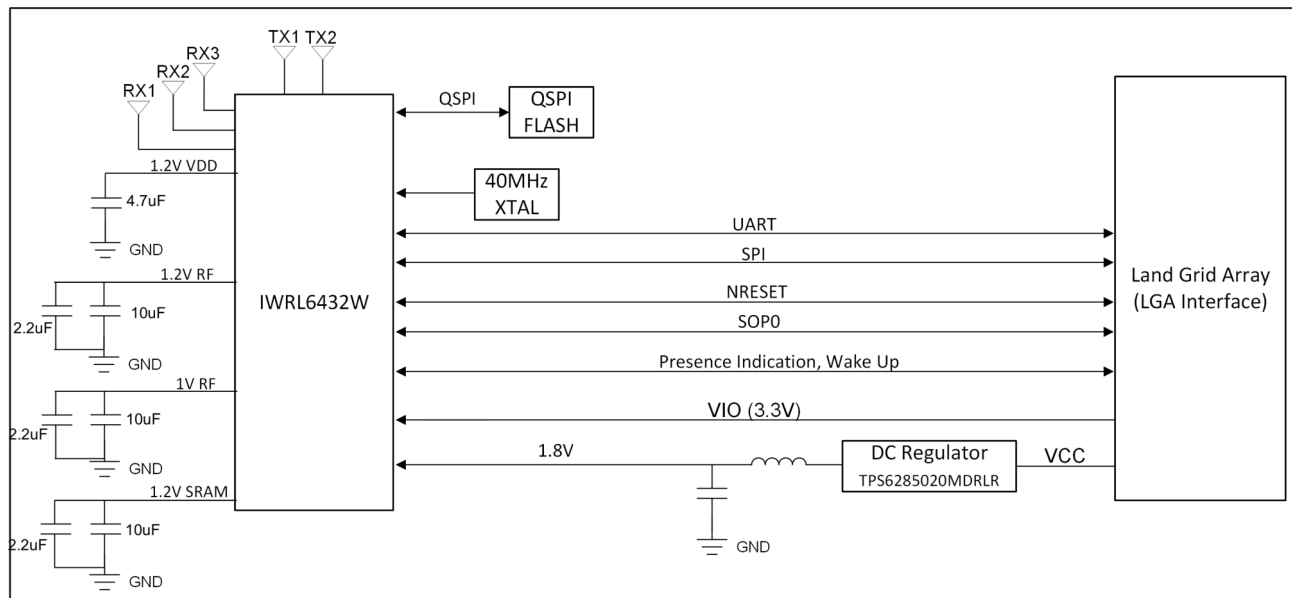 TX1 TX2
RX3
RX2
RX1
QSPI
QSPI
FLASH
1.2V VDD
4.7uF
GND
40MHz
XTAL
UART
SPI
1.2V RF
2.2uF
10uF
GND
IWRL6432W
NRESET
SOP0
Land Grid Array
(LGA Interface)
Presence Indication, Wake Up
1V RF
2.2uF
10uF
GND
VIO (3.3V)
1.8V
DC Regulator
TPS6285020MDRLR
VCC
GND
1.2V SRAM
2.2uF
10uF
GND